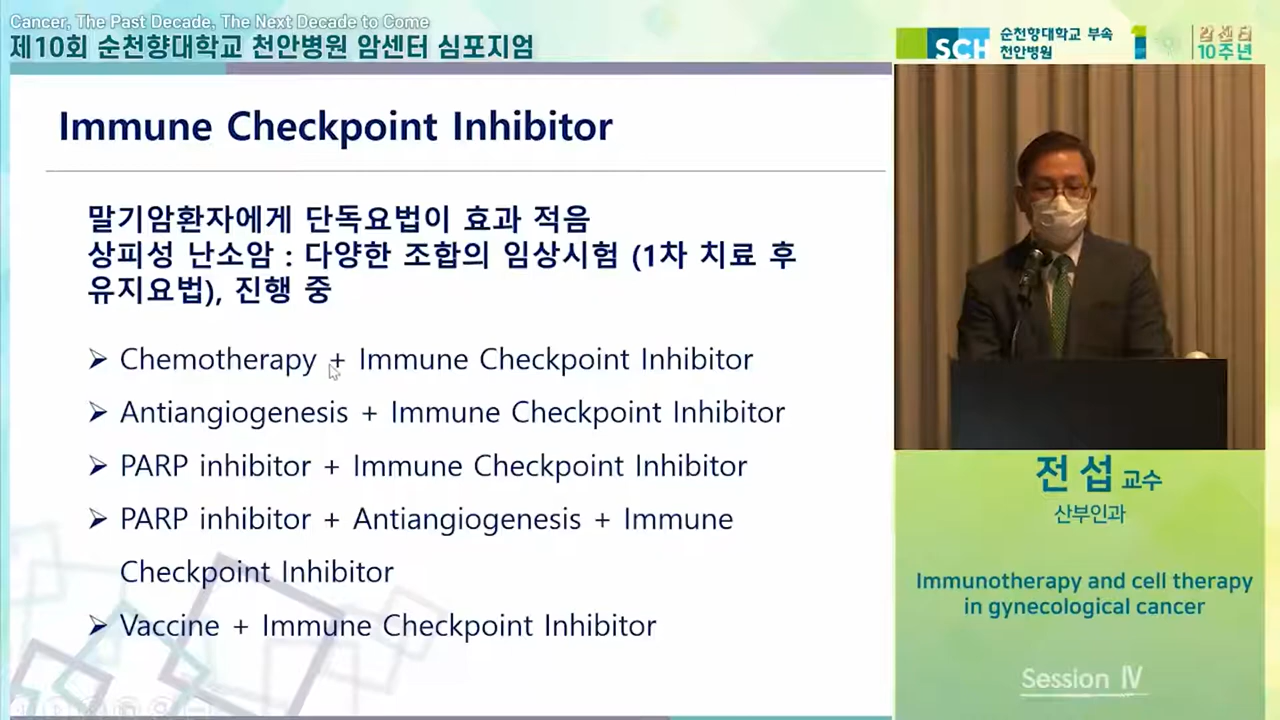 Cancer, The Past Decade, The Next Decade to Come
제10회 순천향대학교 천안병원 암센터 심포지엄
SCH
순천향대학교 부속
천안병원
암센터
10주년
Immune Checkpoint Inhibitor
말기암환자에게 단독요법이 효과 적음
상피성 난소암 : 다양한 조합의 임상시험 (1차 치료 후
유지요법), 진행 중
➢ Chemotherapy + Immune Checkpoint Inhibitor
➢ Antiangiogenesis + Immune Checkpoint Inhibitor
➢ PARP inhibitor + Immune Checkpoint Inhibitor
➢ PARP inhibitor + Antiangiogenesis + Immune
Checkpoint Inhibitor
➢ Vaccine + Immune Checkpoint Inhibitor
전 섭 교수
산부인과
Immunotherapy and cell therapy
in gynecological cancer
Session Ⅳ